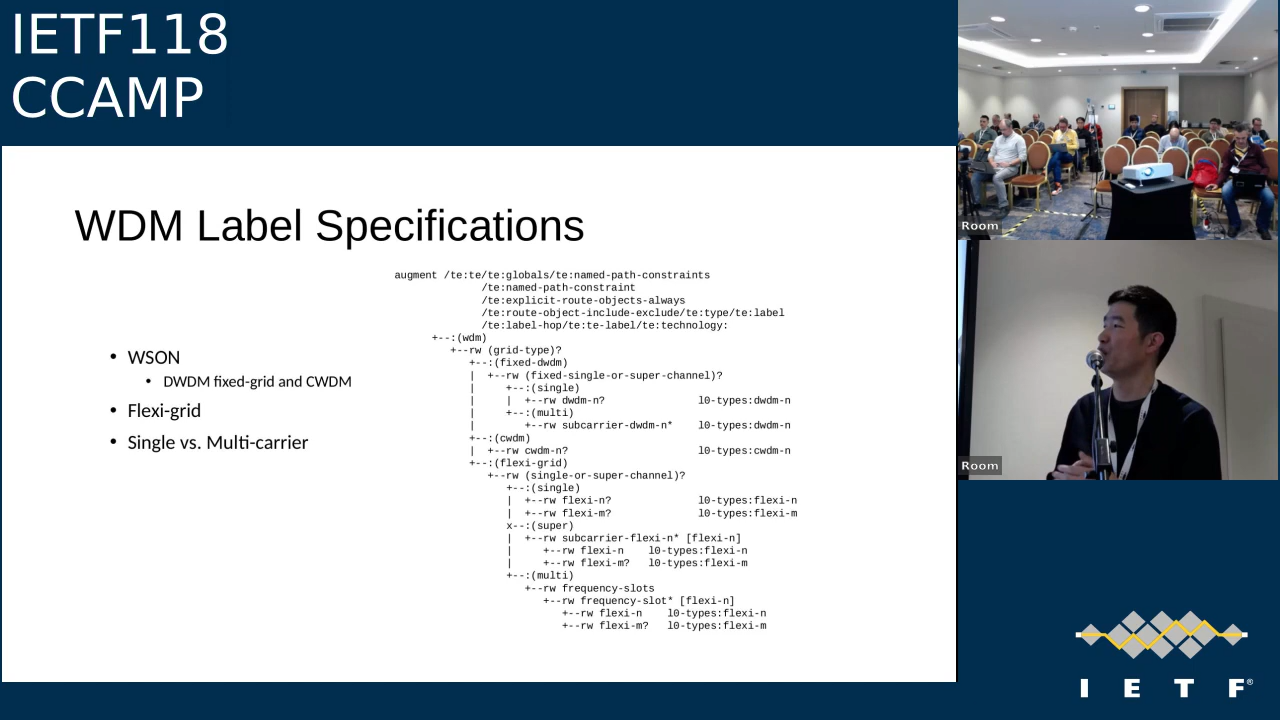 IETF118
CCAMP
WDM Label Specifications
• WSON
• DWDM fixed-grid and CWDM
• Flexi-grid
• Single vs. Multi-carrier
augment /te:te/te:globals/te:named-path-constraints
              /te:named-path-constraint
              /te:explicit-route-objects-always
              /te:route-object-include-exclude/te:type/te:label
              /te:label-hop/te:te-label/te:technology:
      +--:(wdm)
         +--rw (grid-type)?
            +--:(fixed-dwdm)
            |  +--rw (fixed-single-or-super-channel)?
            |     +--:(single)
            |     |  +--rw dwdm-n?               l0-types:dwdm-n
            |     +--:(multi)
            |        +--rw subcarrier-dwdm-n*    l0-types:dwdm-n
            +--:(cwdm)
            |  +--rw cwdm-n?                     l0-types:cwdm-n
            +--:(flexi-grid)
               +--rw (single-or-super-channel)?
                  +--:(single)
                  |  +--rw flexi-n?              l0-types:flexi-n
                  |  +--rw flexi-m?              l0-types:flexi-m
                  x--:(super)
                  |  +--rw subcarrier-flexi-n* [flexi-n]
                  |     +--rw flexi-n    l0-types:flexi-n
                  |     +--rw flexi-m?   l0-types:flexi-m
                  +--:(multi)
                     +--rw frequency-slots
                        +--rw frequency-slot* [flexi-n]
                           +--rw flexi-n    l0-types:flexi-n
                           +--rw flexi-m?   l0-types:flexi-m
Room
Room
I E T F®